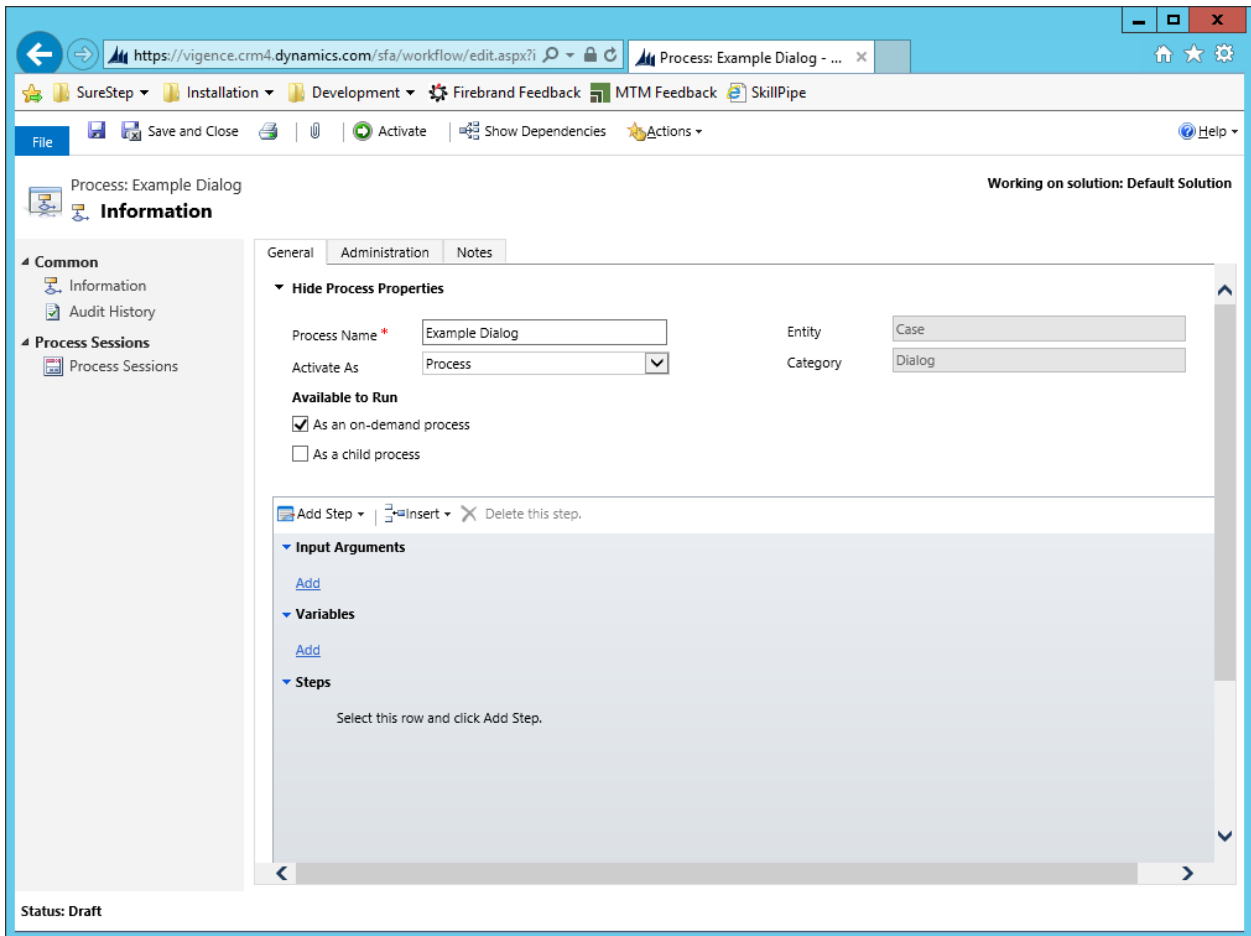 https://vigence.crm4.dynamics.com/sfa/workflow/edit.aspx?i
Process: Example Dialog - ...
SureStep Installation Development Firebrand Feedback MTM Feedback SkillPipe
File Save and Close Activate Show Dependencies Actions Help
Process: Example Dialog
Information
Working on solution: Default Solution
Common
Information
Audit History
Process Sessions
Process Sessions
General Administration Notes
Hide Process Properties
Process Name * Example Dialog Entity Case
Activate As Process Category Dialog
Available to Run
As an on-demand process
As a child process
Add Step Insert Delete this step.
Input Arguments
Add
Variables
Add
Steps
Select this row and click Add Step.
Status: Draft